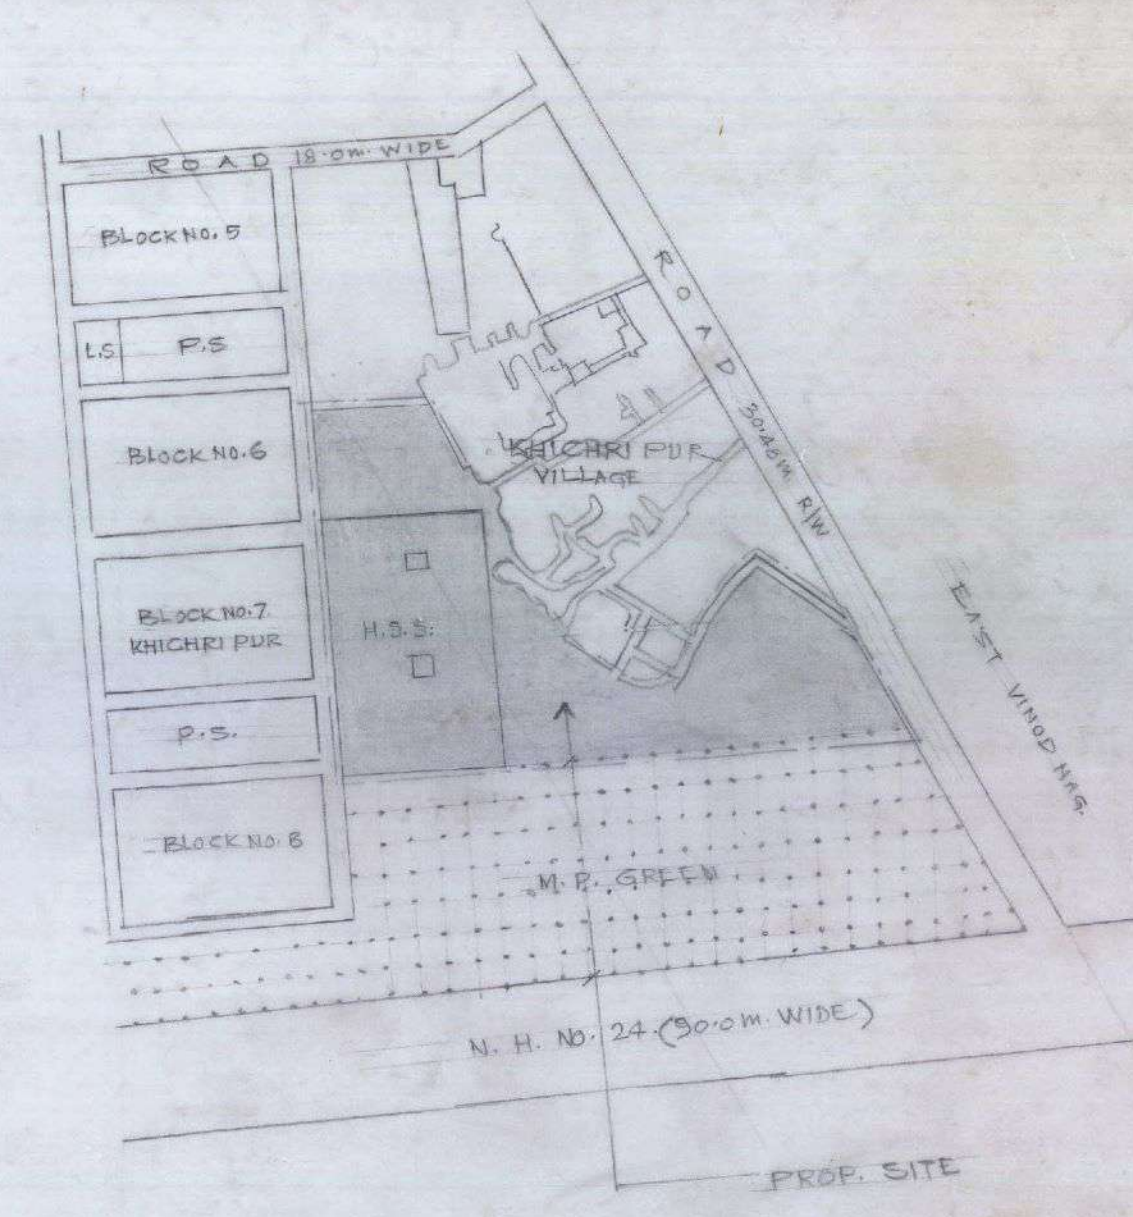 ROAD 18.0m. WIDE
BLOCK NO. 5
L.S
P.S
BLOCK NO. 6
ROAD 30.48m R/W
KHICHRI PUR
VILLAGE
BLOCK NO. 7
KHICHRI PUR
H.S.S.
EAST VINOD NAG.
P.S.
BLOCK NO. 8
M.P. GREEN
N. H. NO. 24. (90.0m. WIDE)
PROP. SITE